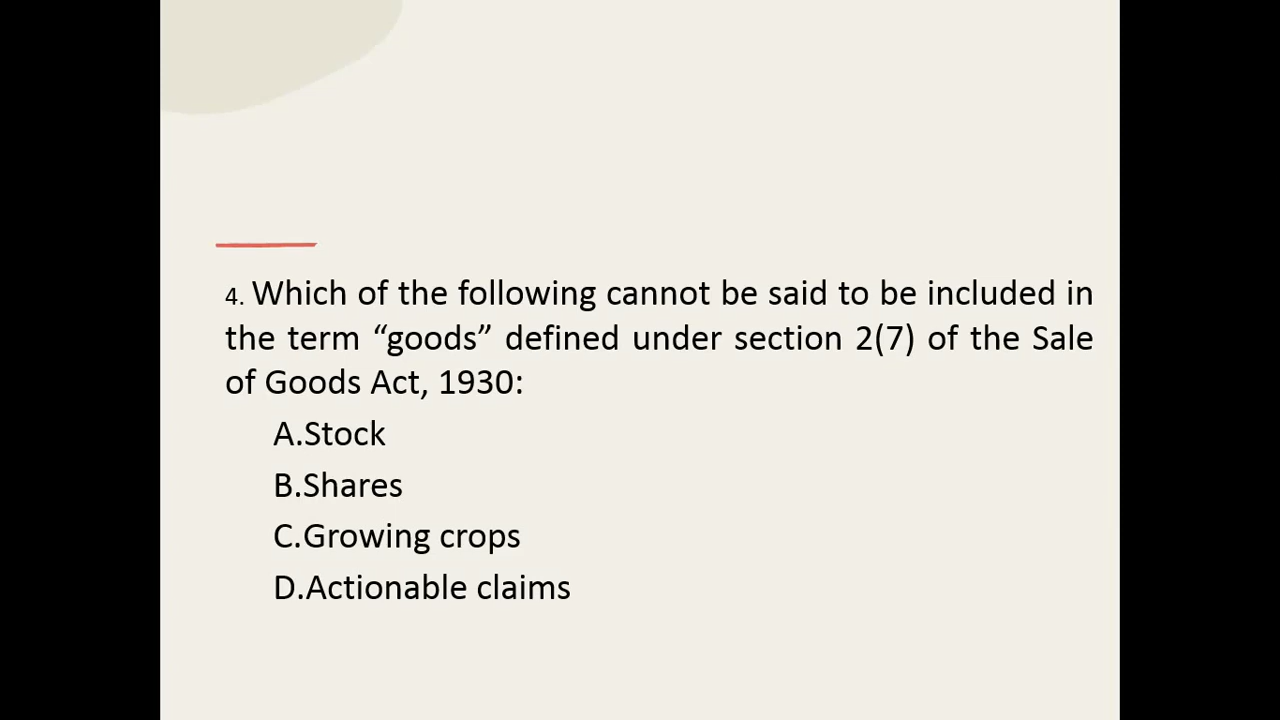 4. Which of the following cannot be said to be included in
the term “goods” defined under section 2(7) of the Sale
of Goods Act, 1930:
A.Stock
B.Shares
C.Growing crops
D.Actionable claims